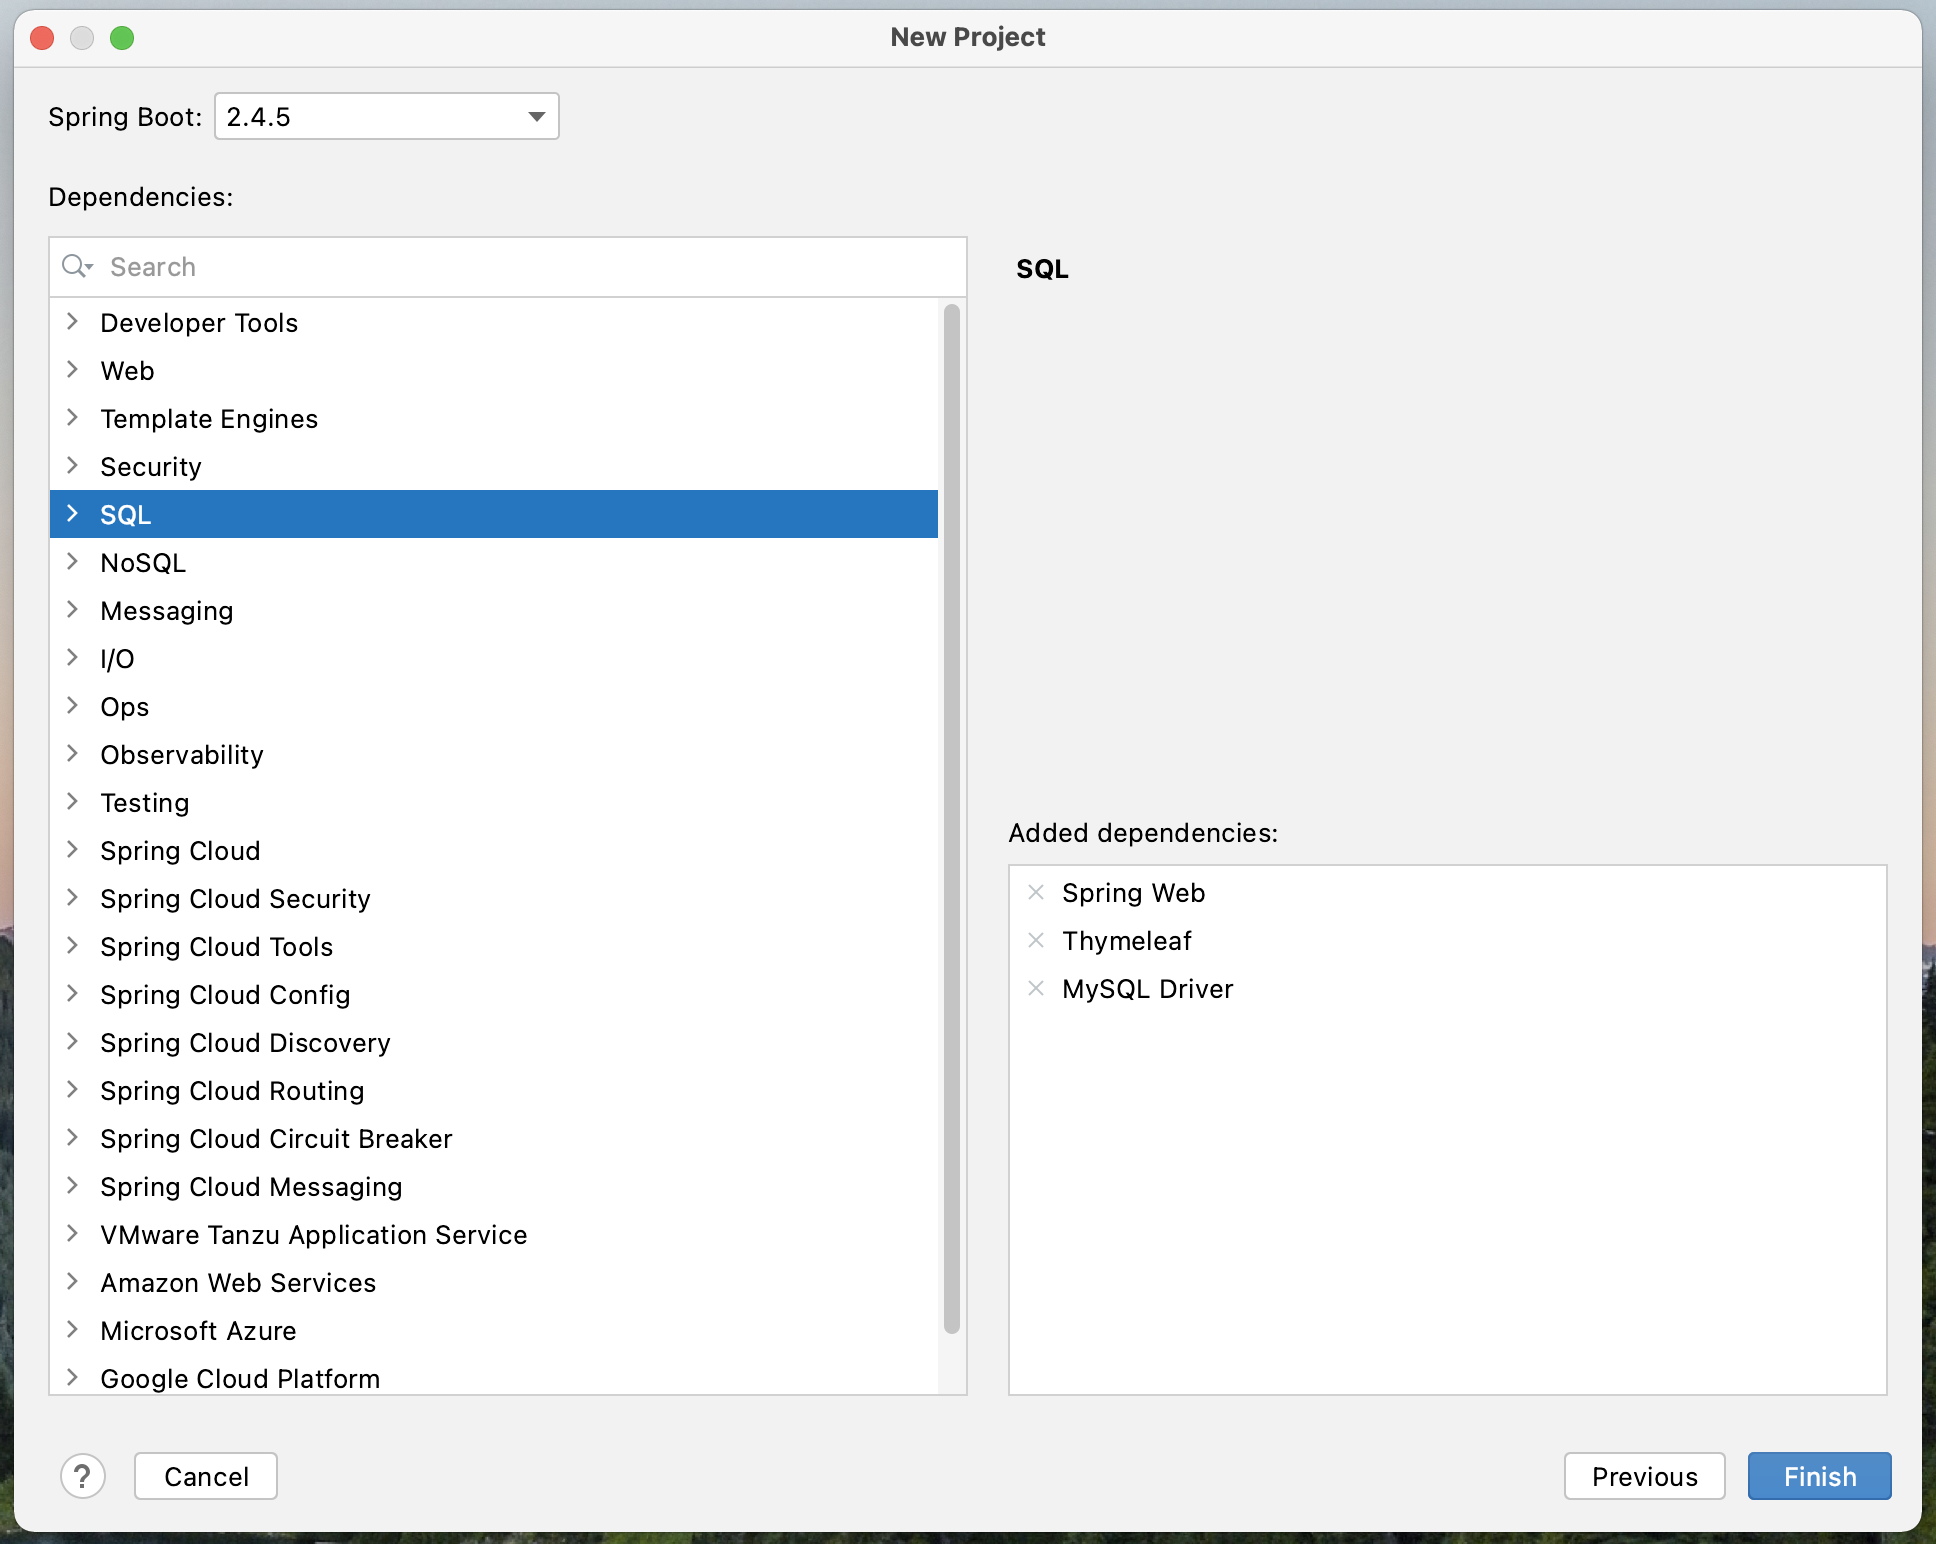 New Project
Spring Boot: 2.4.5
Dependencies:
Search
Developer Tools
Web
Template Engines
Security
SQL
NoSQL
Messaging
I/O
Ops
Observability
Testing
Spring Cloud
Spring Cloud Security
Spring Cloud Tools
Spring Cloud Config
Spring Cloud Discovery
Spring Cloud Routing
Spring Cloud Circuit Breaker
Spring Cloud Messaging
VMware Tanzu Application Service
Amazon Web Services
Microsoft Azure
Google Cloud Platform
SQL
Added dependencies:
Spring Web
Thymeleaf
MySQL Driver
? Cancel Previous Finish